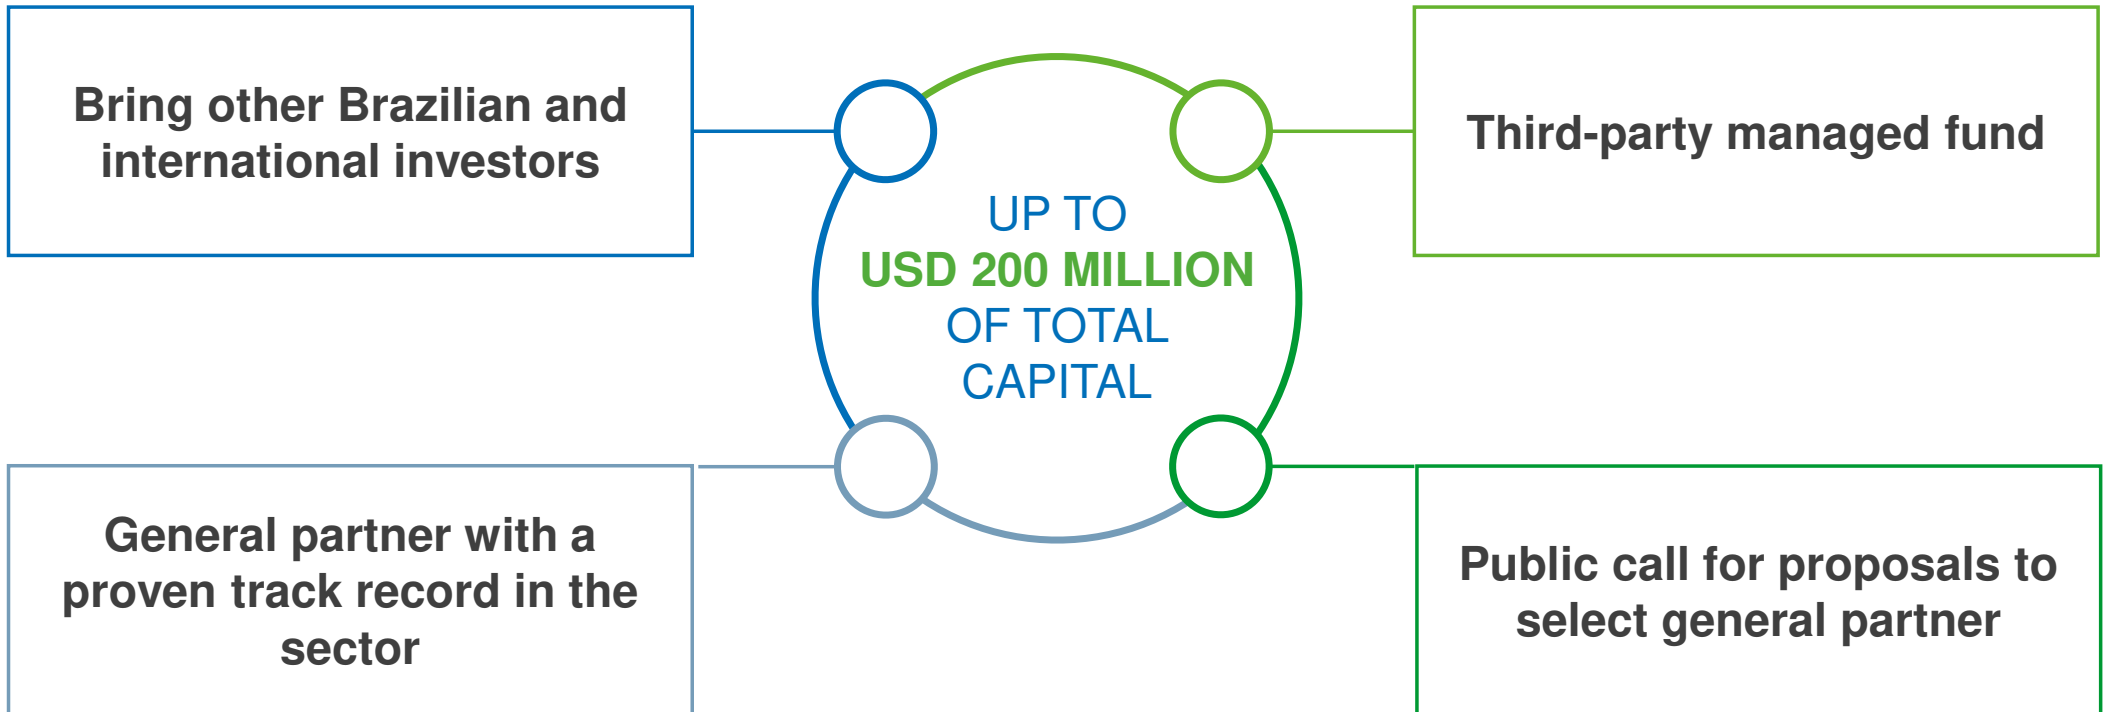 Bring other Brazilian and
international investors
Third-party managed fund
UP TO
USD 200 MILLION
OF TOTAL
CAPITAL
General partner with a
proven track record in the
sector
Public call for proposals to
select general partner